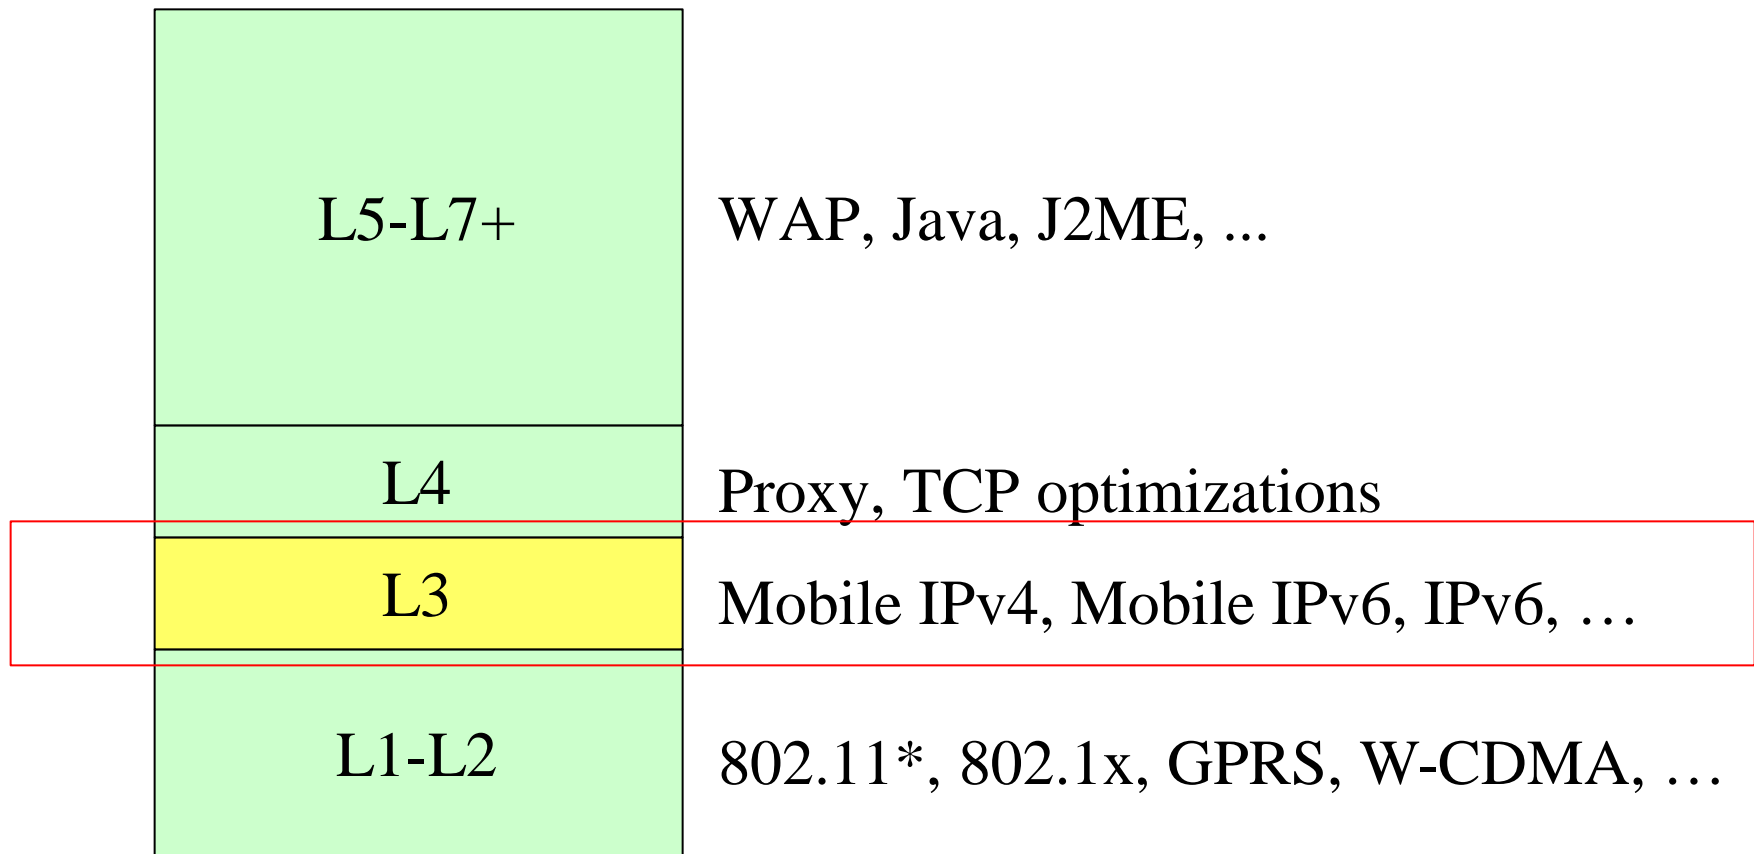 L5-L7+ WAP, Java, J2ME, ...
L4 Proxy, TCP optimizations
L3 Mobile IPv4, Mobile IPv6, IPv6, …
L1-L2 802.11*, 802.1x, GPRS, W-CDMA, …